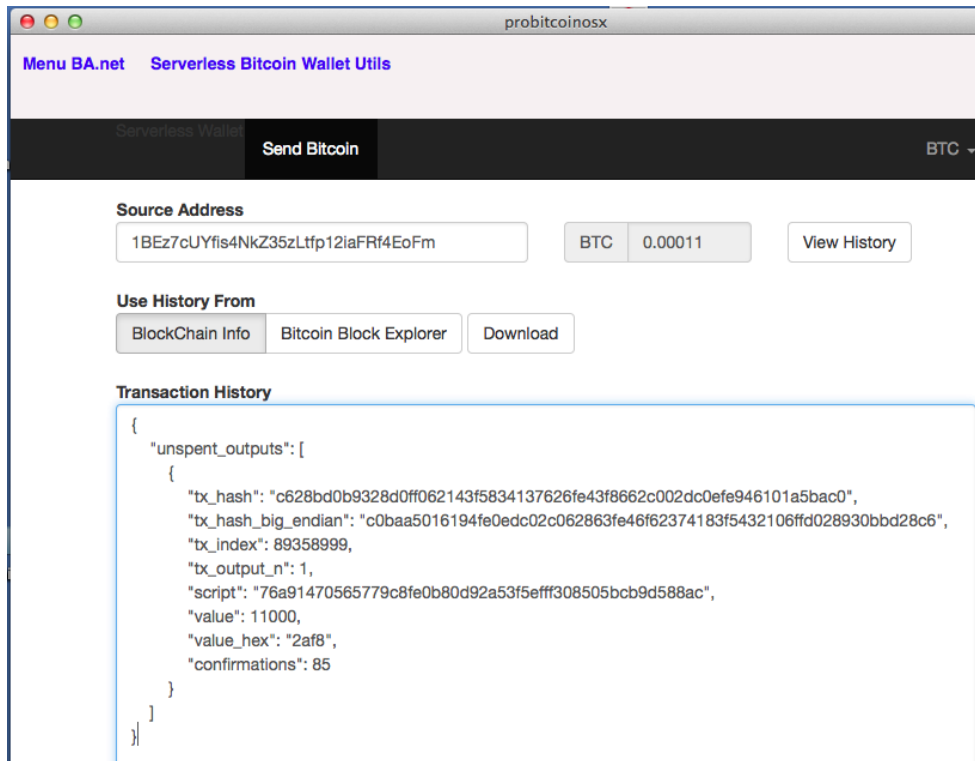 probitcoinosx
Menu BA.net Serverless Bitcoin Wallet Utils
Serverless Wallet
Send Bitcoin
BTC
Source Address
1BEz7cUYfis4NkZ35zLtfp12iaFRf4EoFm BTC 0.00011 View History
Use History From
BlockChain Info Bitcoin Block Explorer Download
Transaction History
{
"unspent_outputs": [
{
"tx_hash": "c628bd0b9328d0ff062143f5834137626fe43f8662c002dc0efe946101a5bac0",
"tx_hash_big_endian": "c0baa5016194fe0edc02c062863fe46f62374183f5432106ffd028930bbd28c6",
"tx_index": 89358999,
"tx_output_n": 1,
"script": "76a91470565779c8fe0b80d92a53f5efff308505bcb9d588ac",
"value": 11000,
"value_hex": "2af8",
"confirmations": 85
}
]
}